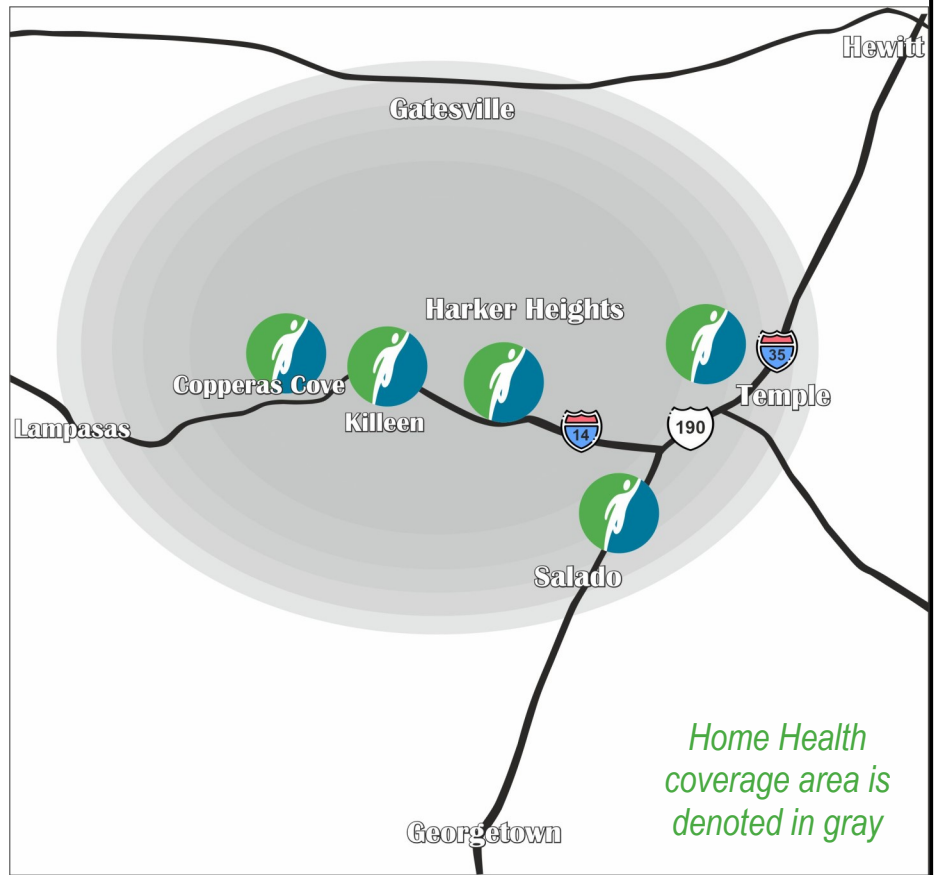 Hewitt
Gatesville
Harker Heights
35
Copperas Cove
Temple
Killeen
Lampasas
14
190
Salado
Home Health
coverage area is
denoted in gray
Georgetown